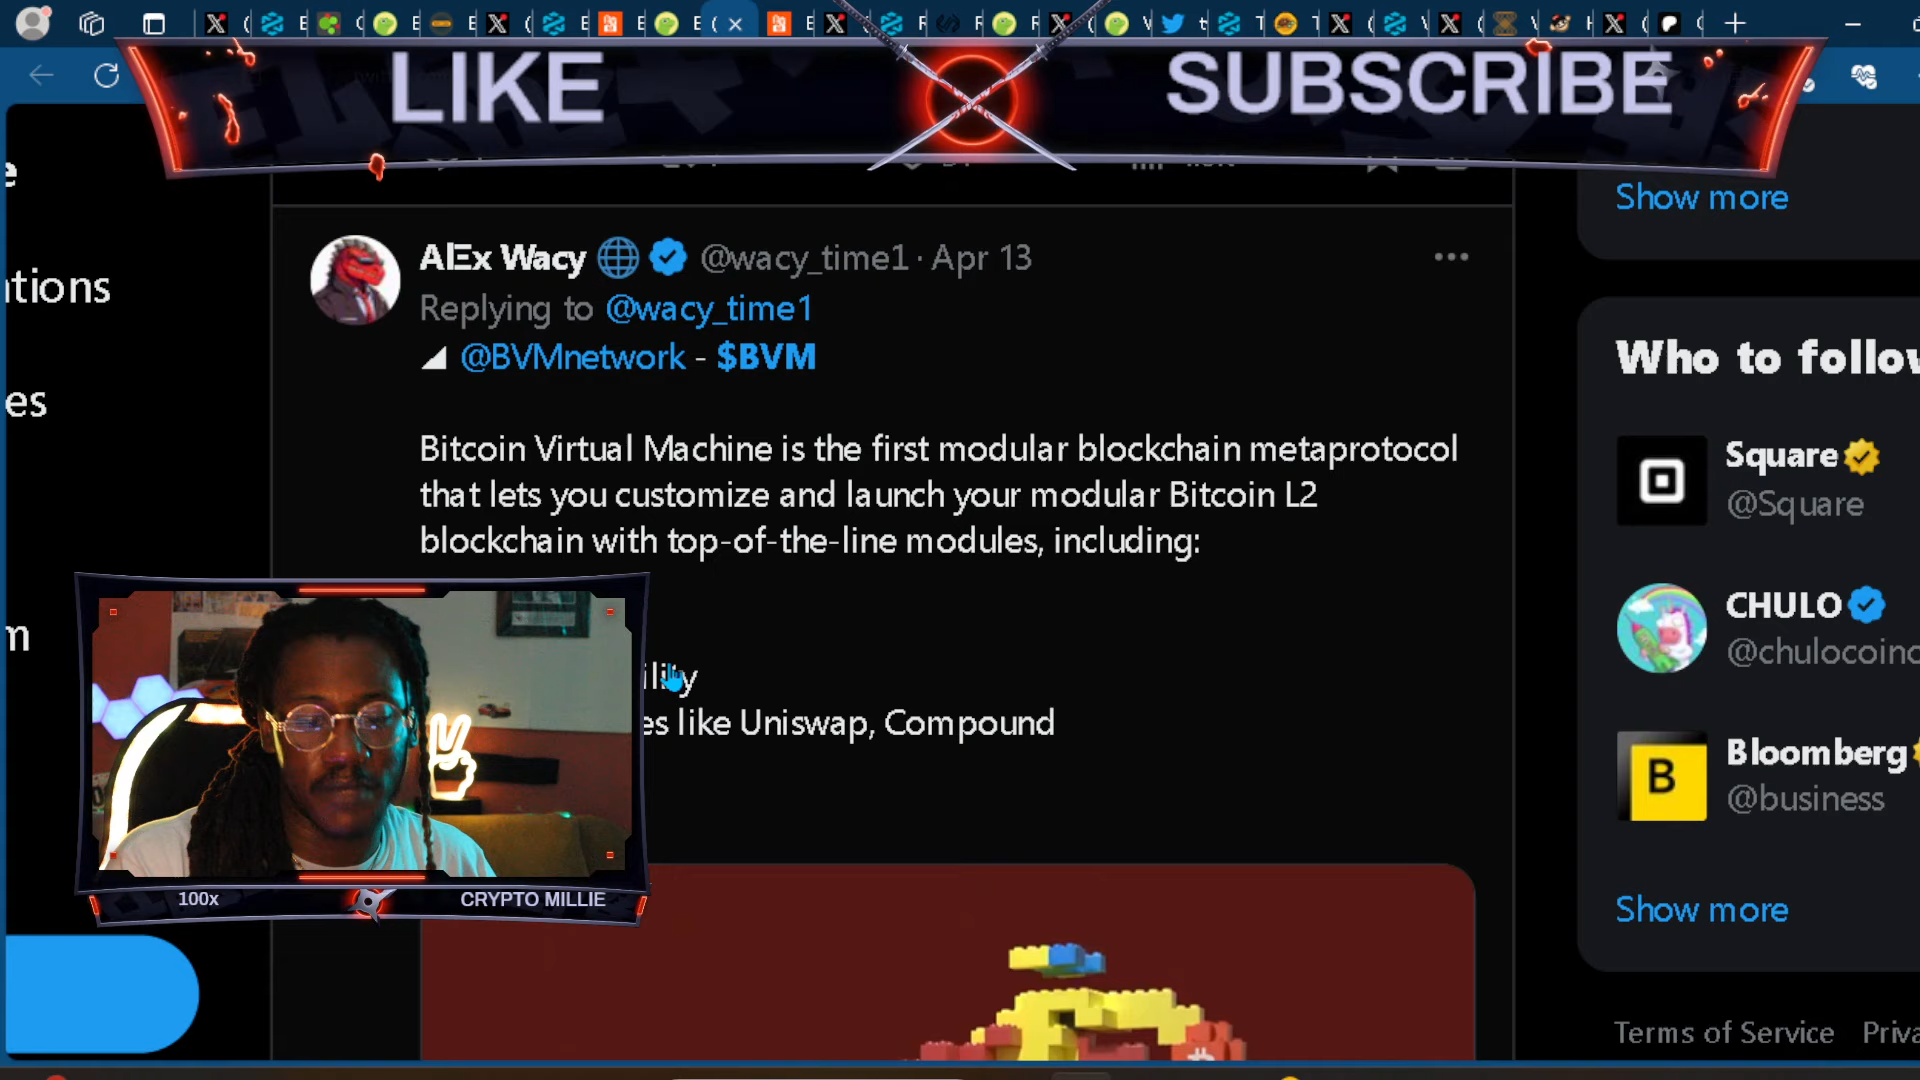 LIKE
SUBSCRIBE
Show more
AlEx Wacy @wacy_time1 · Apr 13
Replying to @wacy_time1
@BVMnetwork - $BVM
Bitcoin Virtual Machine is the first modular blockchain metaprotocol
that lets you customize and launch your modular Bitcoin L2
blockchain with top-of-the-line modules, including:
es like Uniswap, Compound
100x
CRYPTO MILLIE
tions
es
m
Who to follow
Square
@Square
CHULO
@chulocoin
Bloomberg
@business
Show more
Terms of Service